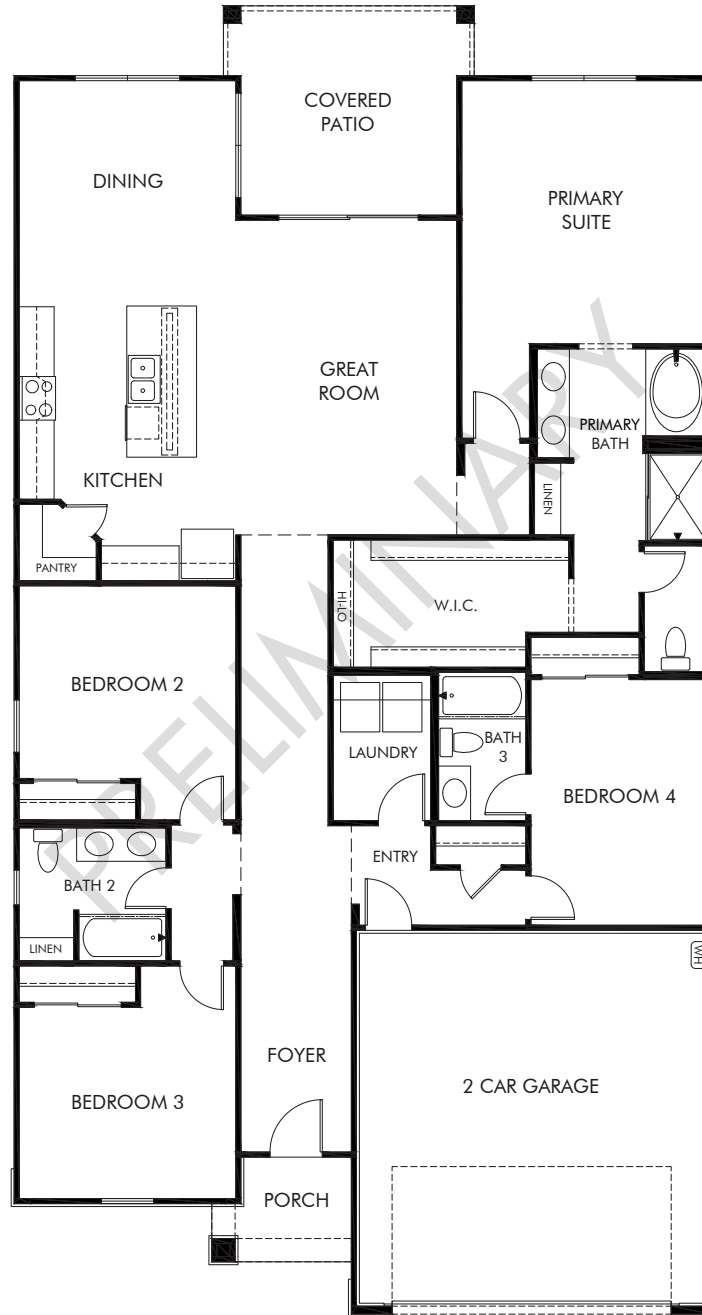 COVERED
PATIO
DINING
PRIMARY
SUITE
GREAT
ROOM
PRIMARY
BATH
KITCHEN
LINEN
PANTRY
HI-LO
W.I.C.
BEDROOM 2
LAUNDRY
BATH
3
BEDROOM 4
ENTRY
BATH 2
LINEN
WH
FOYER
2 CAR GARAGE
BEDROOM 3
PORCH
PRELIMINARY